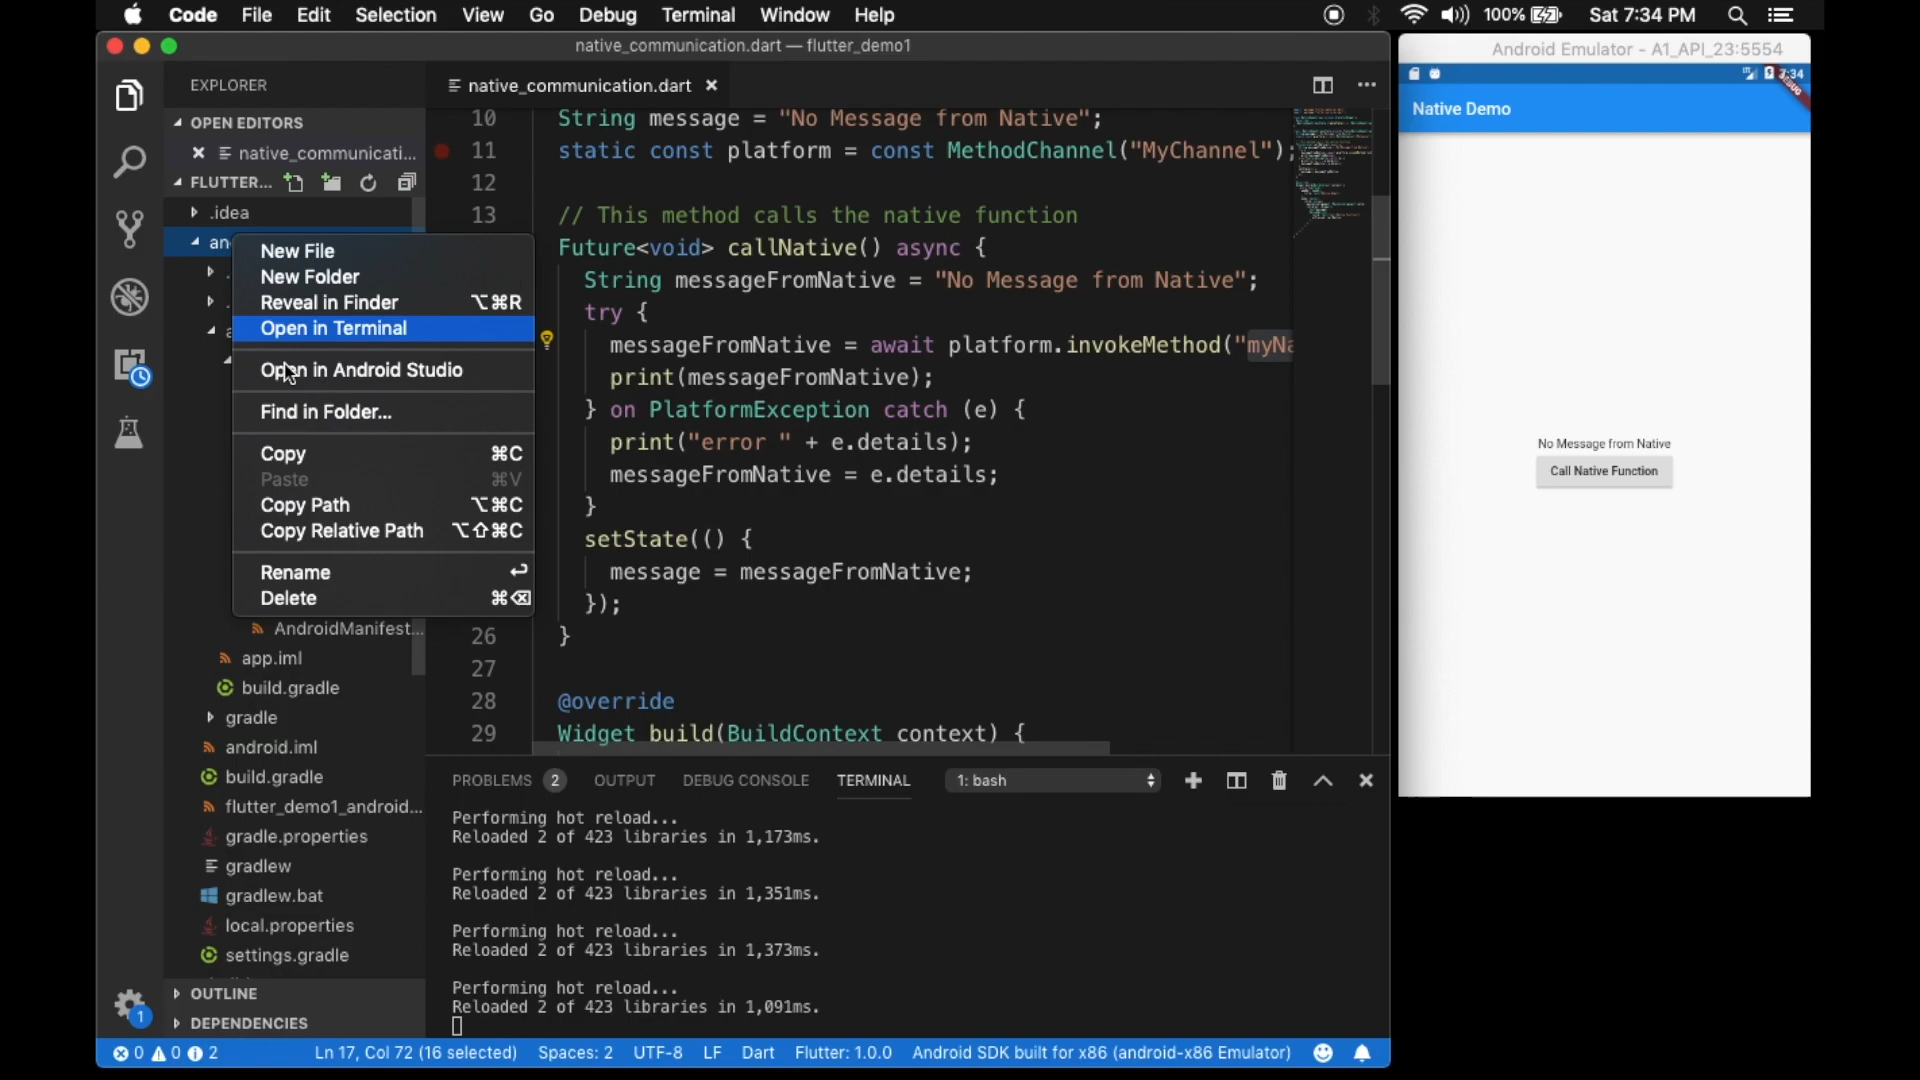 Code File Edit Selection View Go Debug Terminal Window Help 100% Sat 7:34 PM
native_communication.dart — flutter_demo1
Android Emulator - A1_API_23:5554
EXPLORER
native_communication.dart
OPEN EDITORS
native_communicati...
FLUTTER...
.idea
New File
New Folder
Reveal in Finder ⌥⌘R
Open in Terminal
Open in Android Studio
Find in Folder...
Copy ⌘C
Paste ⌘V
Copy Path ⌥⌘C
Copy Relative Path ⌥⇧⌘C
Rename ↩
Delete ⌘⌫
AndroidManifest...
app.iml
build.gradle
gradle
android.iml
build.gradle
flutter_demo1_android...
gradle.properties
gradlew
gradlew.bat
local.properties
settings.gradle
OUTLINE
DEPENDENCIES
1
10 String message = "No Message from Native";
11 static const platform = const MethodChannel("MyChannel");
12
13 // This method calls the native function
Future<void> callNative() async {
String messageFromNative = "No Message from Native";
try {
messageFromNative = await platform.invokeMethod("myNa
print(messageFromNative);
} on PlatformException catch (e) {
print("error " + e.details);
messageFromNative = e.details;
}
setState(() {
message = messageFromNative;
});
26 }
27
28 @override
29 Widget build(BuildContext context) {
PROBLEMS 2 OUTPUT DEBUG CONSOLE TERMINAL 1: bash
Performing hot reload...
Reloaded 2 of 423 libraries in 1,173ms.
Performing hot reload...
Reloaded 2 of 423 libraries in 1,351ms.
Performing hot reload...
Reloaded 2 of 423 libraries in 1,373ms.
Performing hot reload...
Reloaded 2 of 423 libraries in 1,091ms.
0 0 2 Ln 17, Col 72 (16 selected) Spaces: 2 UTF-8 LF Dart Flutter: 1.0.0 Android SDK built for x86 (android-x86 Emulator)
7:34
DEBUG
Native Demo
No Message from Native
Call Native Function